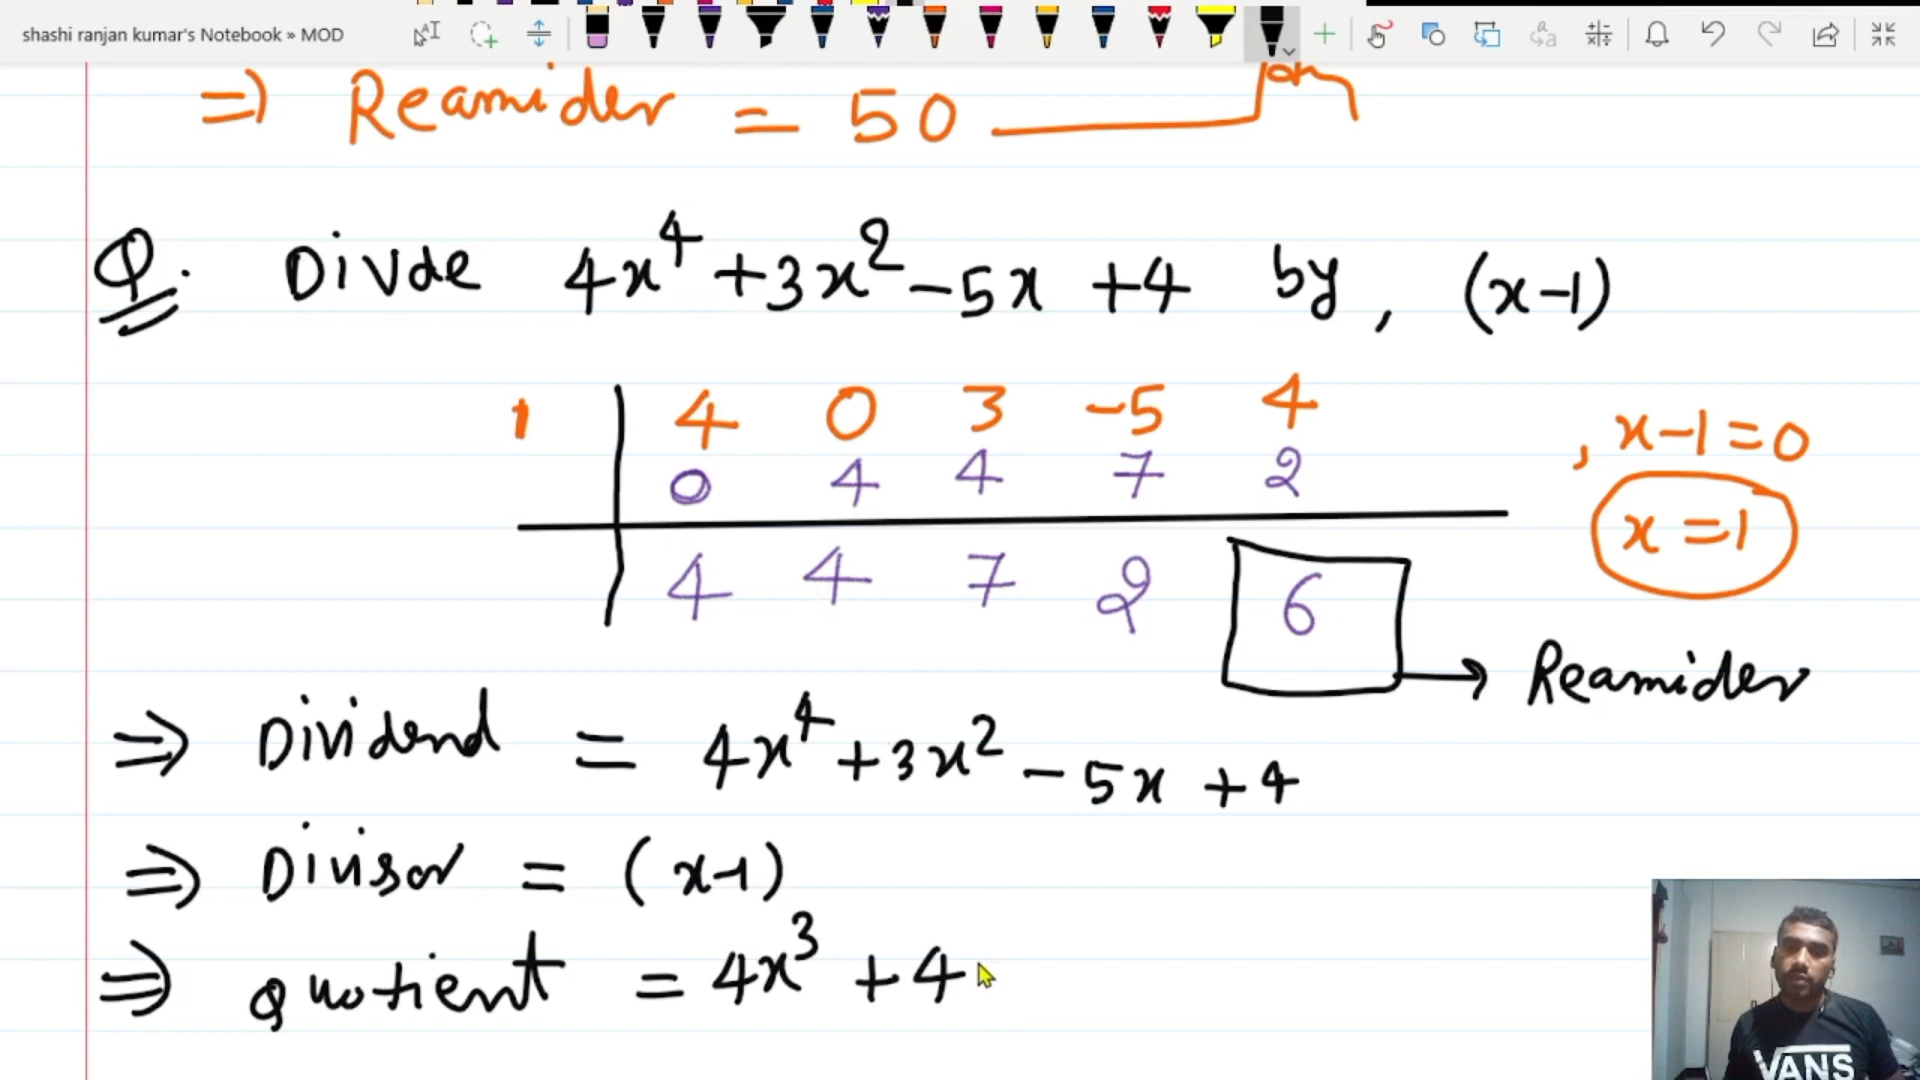 shashi ranjan kumar's Notebook » MOD
=> Reamider = 50
Q. Divde 4x⁴ + 3x² - 5x + 4 by, (x-1)
1 | 4 0 3 -5 4
, x-1=0
0 4 4 7 2
x=1
4 4 7 2 6
→ Reamider
=> Dividend = 4x⁴ + 3x² - 5x + 4
=> Divisor = (x-1)
=> Quotient = 4x³ + 4
VANS